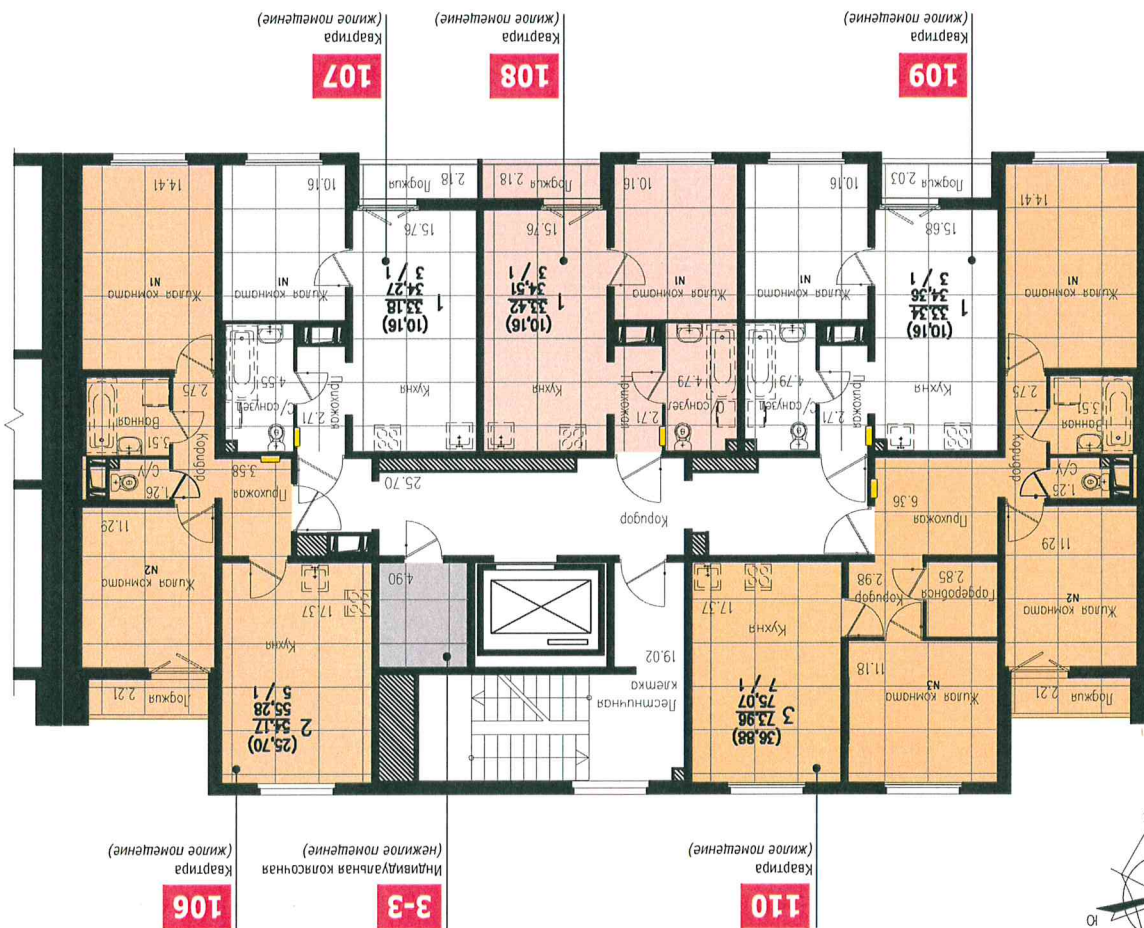 Ю
110
Квартира
(жилое помещение)
3-3
Индивидуальная колясочная
(нежилое помещение)
106
Квартира
(жилое помещение)
Лоджия
2.21
Жилая комната
N2
11.29
Жилая комната
N3
11.18
Гардеробная
2.85
Коридор
2.98
3
(36,88)
73,96
75,07
7 / 1
Кухня
17.37
Лестничная
клетка
19.02
4.90
2
(25,70)
54,17
55,28
5 / 1
Кухня
17.37
Лоджия
2.21
Жилая комната
N2
11.29
С/У
1.26
Ванная
3.51
Коридор
2.75
Прихожая
6.36
Коридор
25.70
Прихожая
3.58
Коридор
2.75
С/У
1.26
Ванная
3.51
Жилая комната
N1
14.41
Кухня
15.68
1
(10,16)
33,34
34,36
3 / 1
Прихожая
2.71
С/санузел
4.79
Жилая комната
N1
10.16
Лоджия
2.03
С/санузел
4.79
Прихожая
2.71
Жилая комната
N1
10.16
Кухня
15.76
1
(10,16)
33,42
34,51
3 / 1
Лоджия
2.18
Кухня
15.76
1
(10,16)
33,18
34,27
3 / 1
Лоджия
2.18
Прихожая
2.71
С/санузел
4.55
Жилая комната
N1
10.16
Жилая комната
N1
14.41
109
Квартира
(жилое помещение)
108
Квартира
(жилое помещение)
107
Квартира
(жилое помещение)